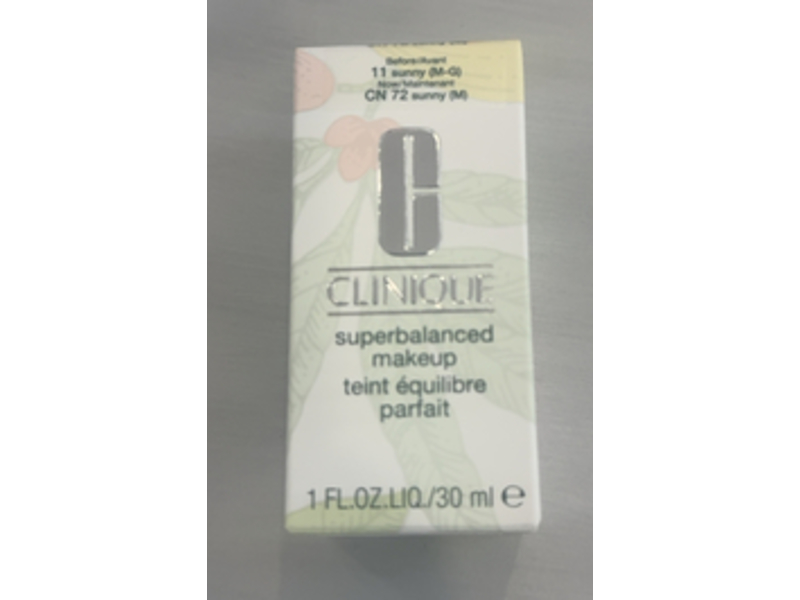 Before/Avant
11 sunny (M-G)
Now/Maintenant
CN 72 sunny (M)
CLINIQUE
superbalanced
makeup
teint équilibre
parfait
1 FL.OZ.LIQ./30 ml e